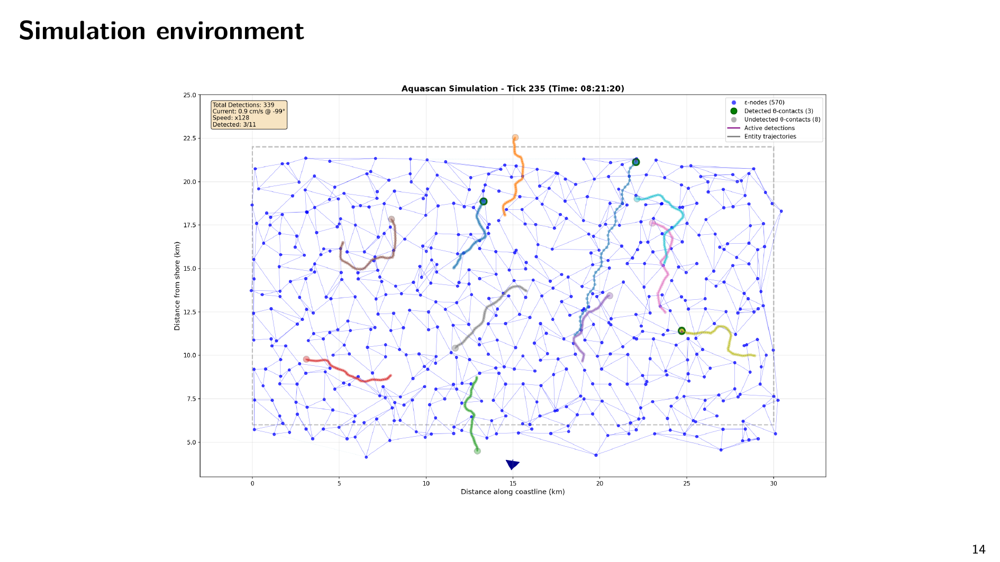 Simulation environment
Aquascan Simulation - Tick 235 (Time: 08:21:20)
Total Detections: 339
Current: 0.9 cm/s @ -99°
Speed: x128
Detected: 3/11
ε-nodes (570)
Detected θ-contacts (3)
Undetected θ-contacts (8)
Active detections
Entity trajectories
Distance from shore (km)
25.0
22.5
20.0
17.5
15.0
12.5
10.0
7.5
5.0
0 5 10 15 20 25 30
Distance along coastline (km)
14